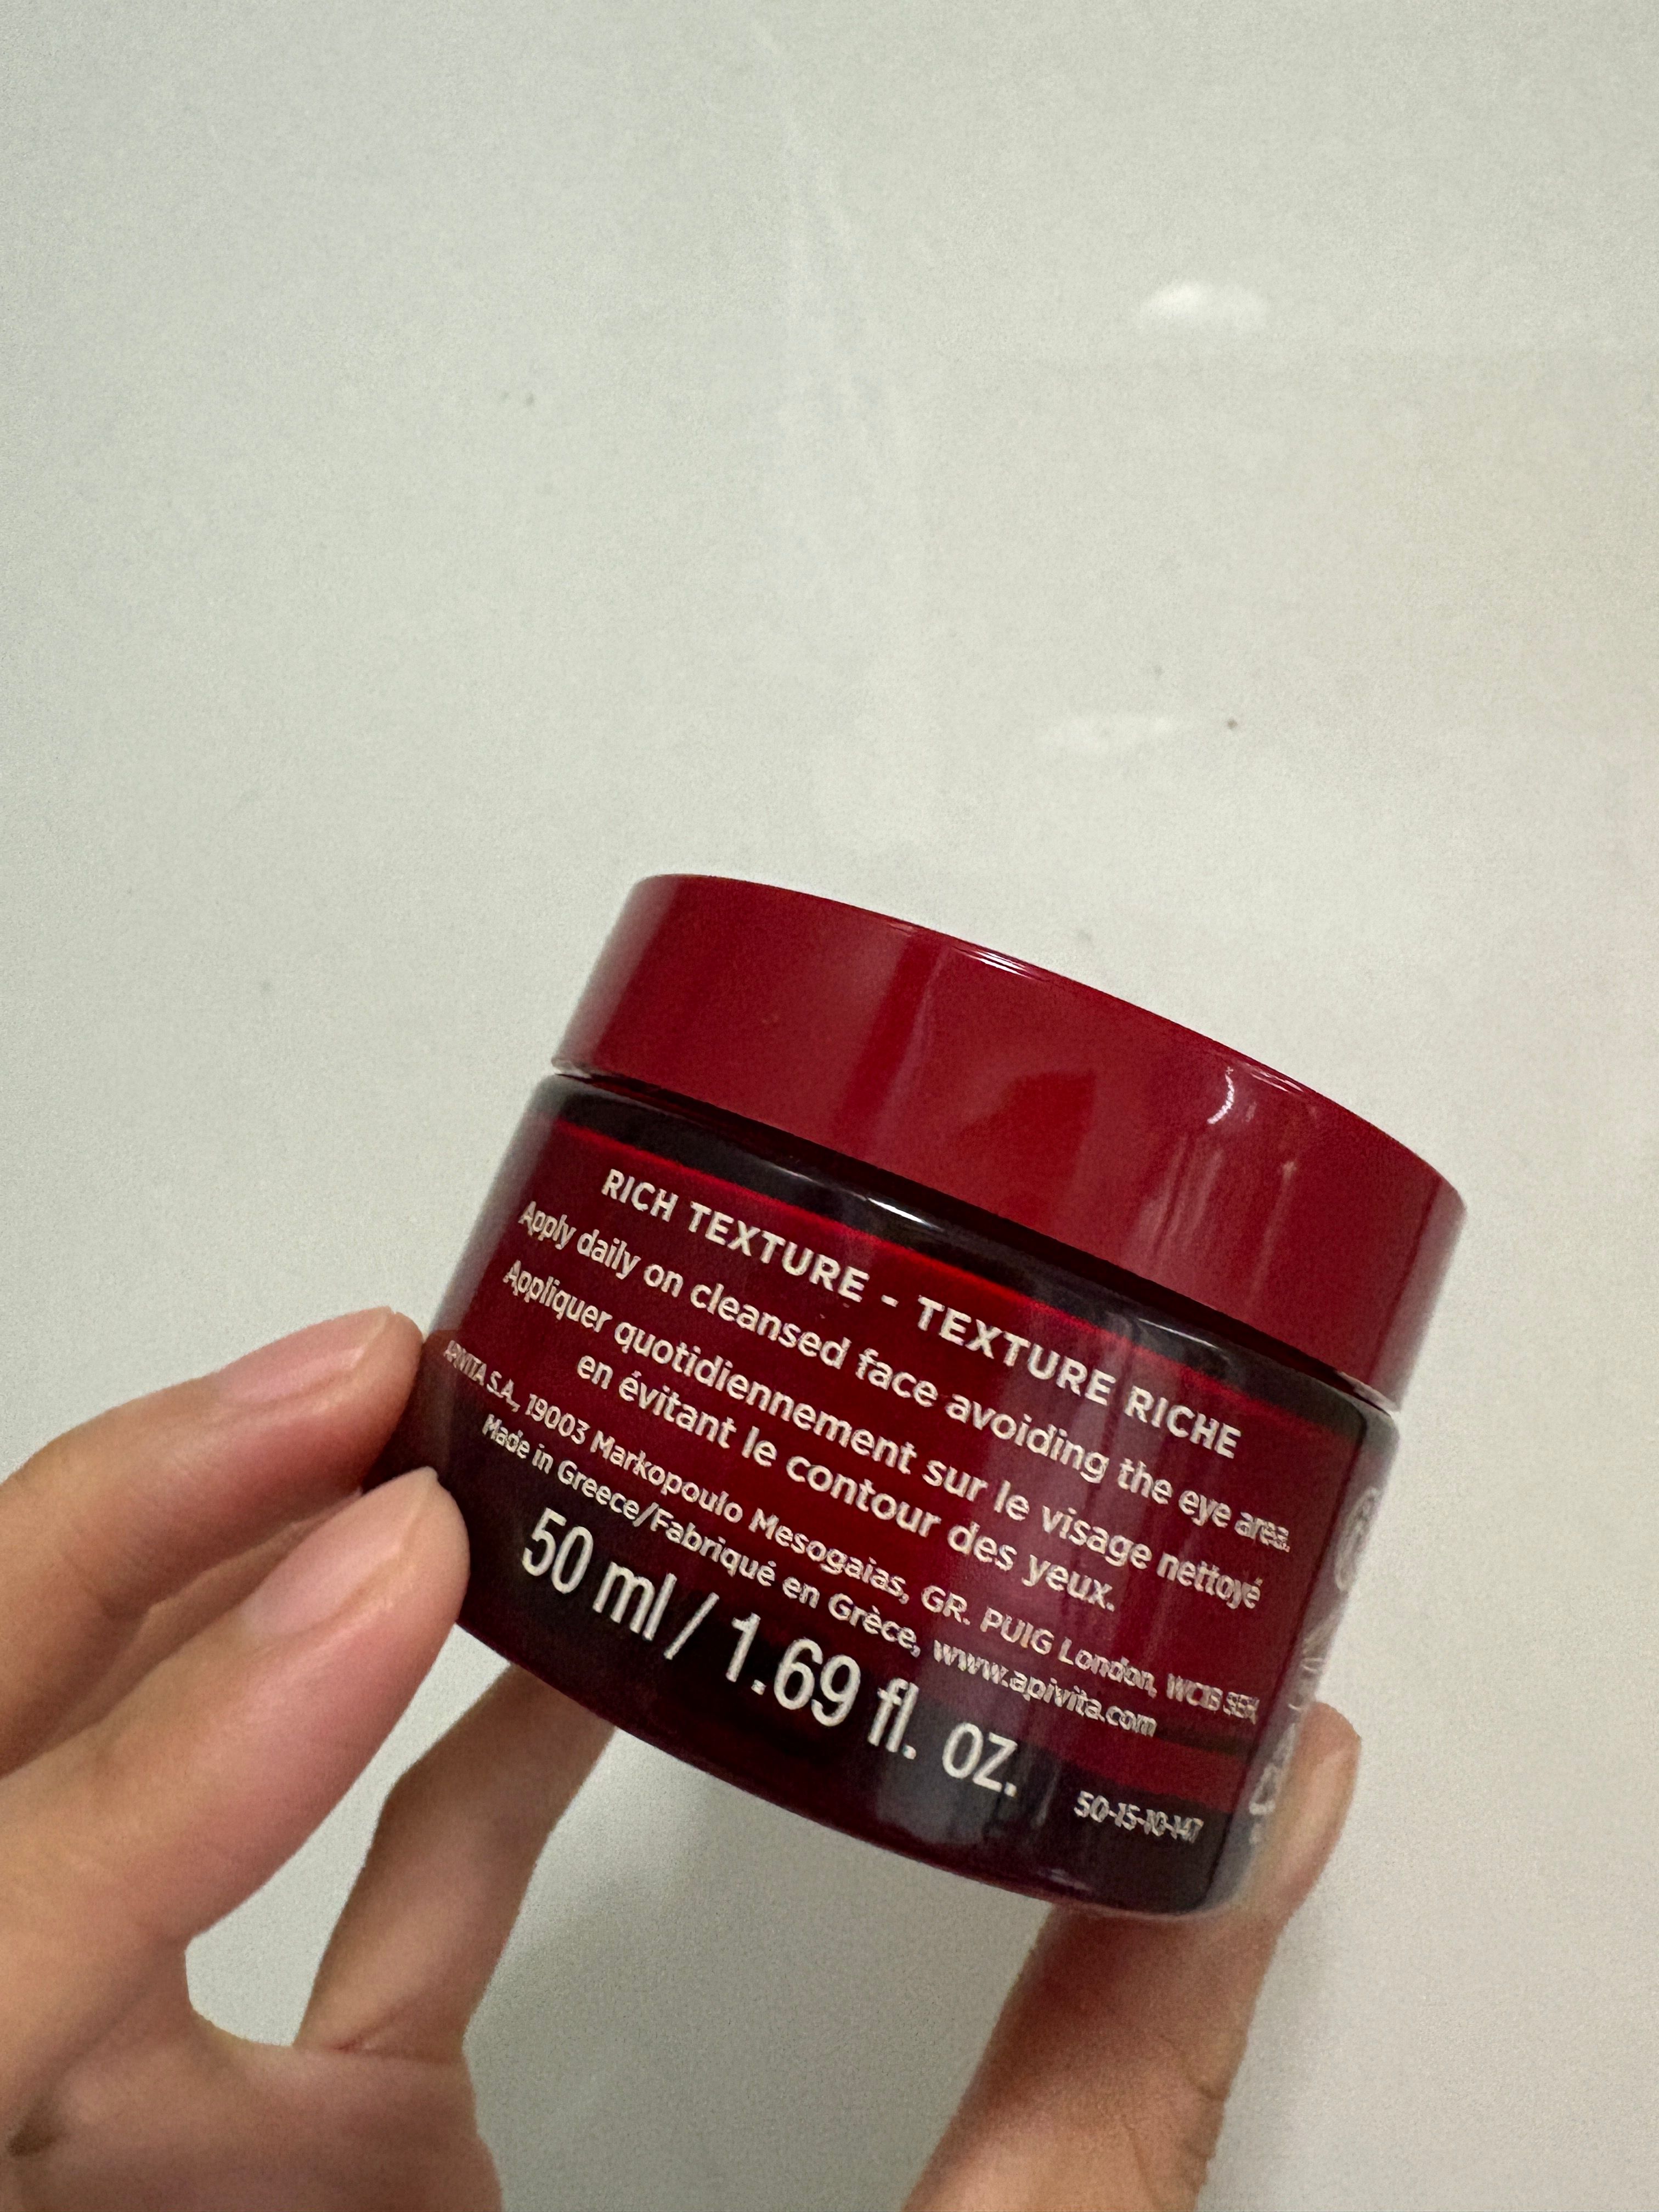 RICH TEXTURE - TEXTURE RICHE
Apply daily on cleansed face avoiding the eye area.
Appliquer quotidiennement sur le visage nettoyé
en évitant le contour des yeux.
APIVITA S.A., 19003 Markopoulo Mesogaias, GR. PUIG London,
Made in Greece/Fabriqué en Grèce, www.apivita.com
50 ml / 1.69 fl. oz.
50-15-10-147